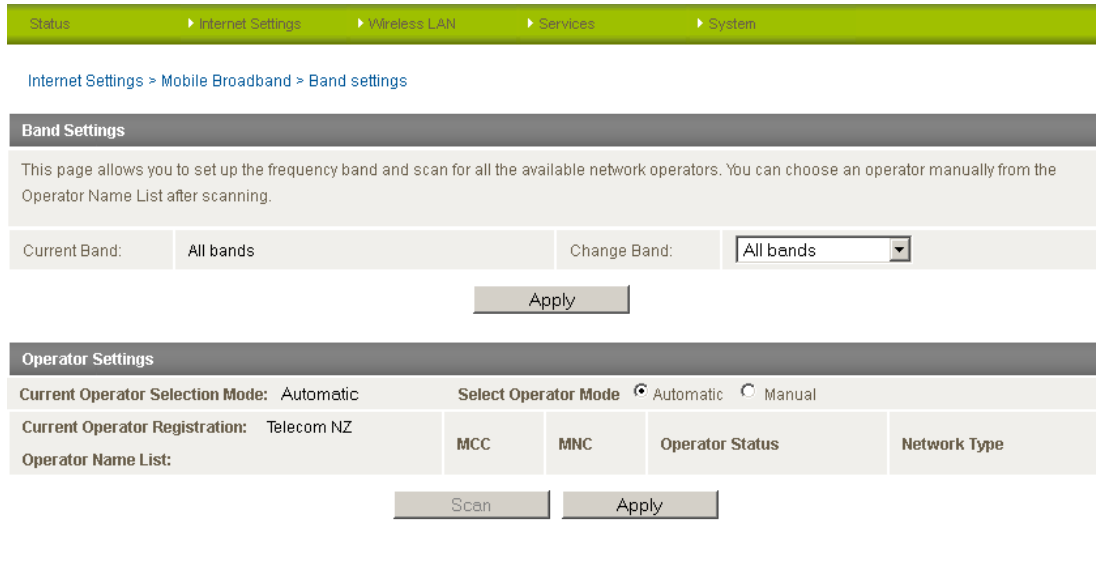 Status Internet Settings Wireless LAN Services System
Internet Settings > Mobile Broadband > Band settings
Band Settings
This page allows you to set up the frequency band and scan for all the available network operators. You can choose an operator manually from the
Operator Name List after scanning.
Current Band: All bands Change Band: All bands
Apply
Operator Settings
Current Operator Selection Mode: Automatic Select Operator Mode Automatic Manual
Current Operator Registration: Telecom NZ
MCC MNC Operator Status Network Type
Operator Name List:
Scan Apply